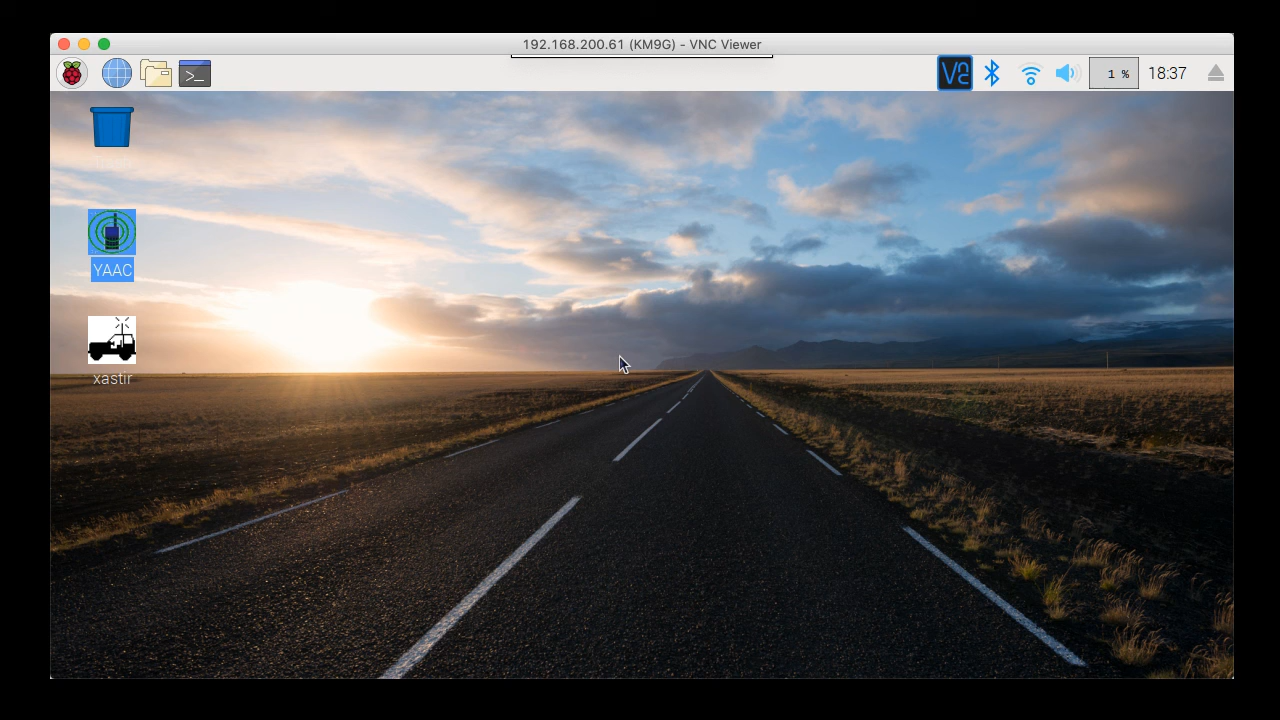 192.168.200.61 (KM9G) - VNC Viewer
>_
1 %
18:37
Trash
YAAC
xastir